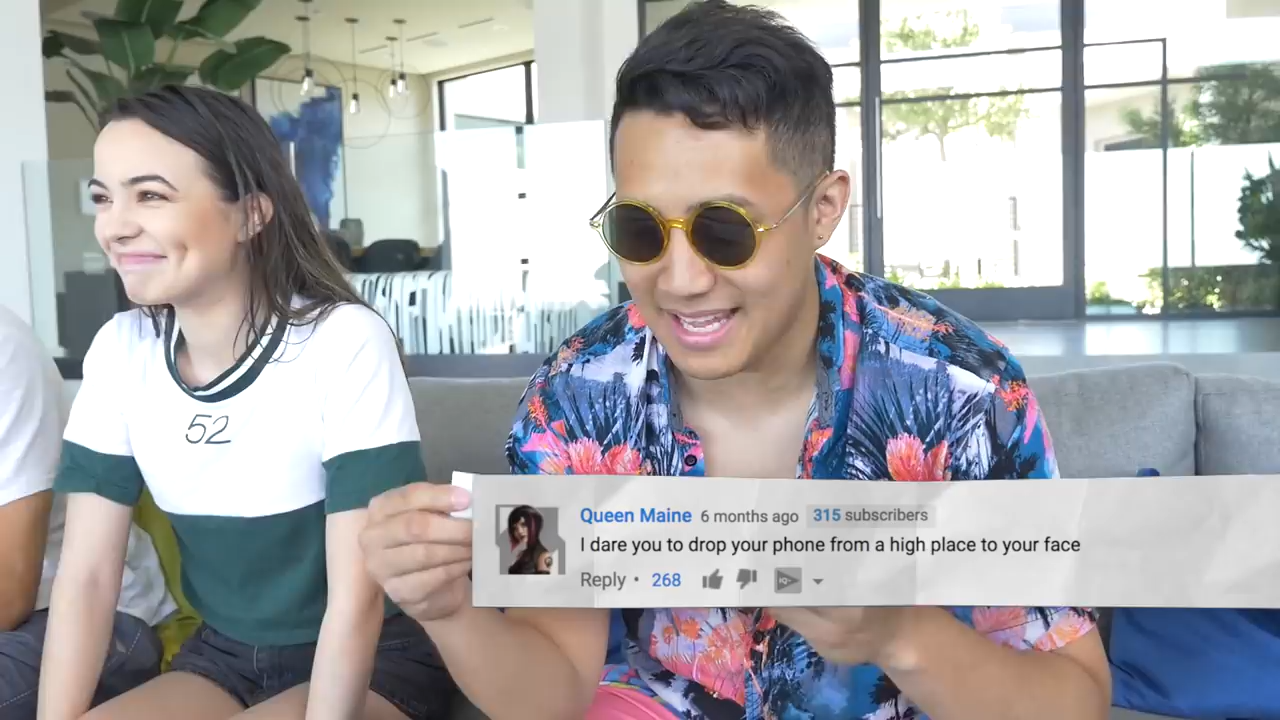 52
Queen Maine 6 months ago 315 subscribers
I dare you to drop your phone from a high place to your face
Reply • 268